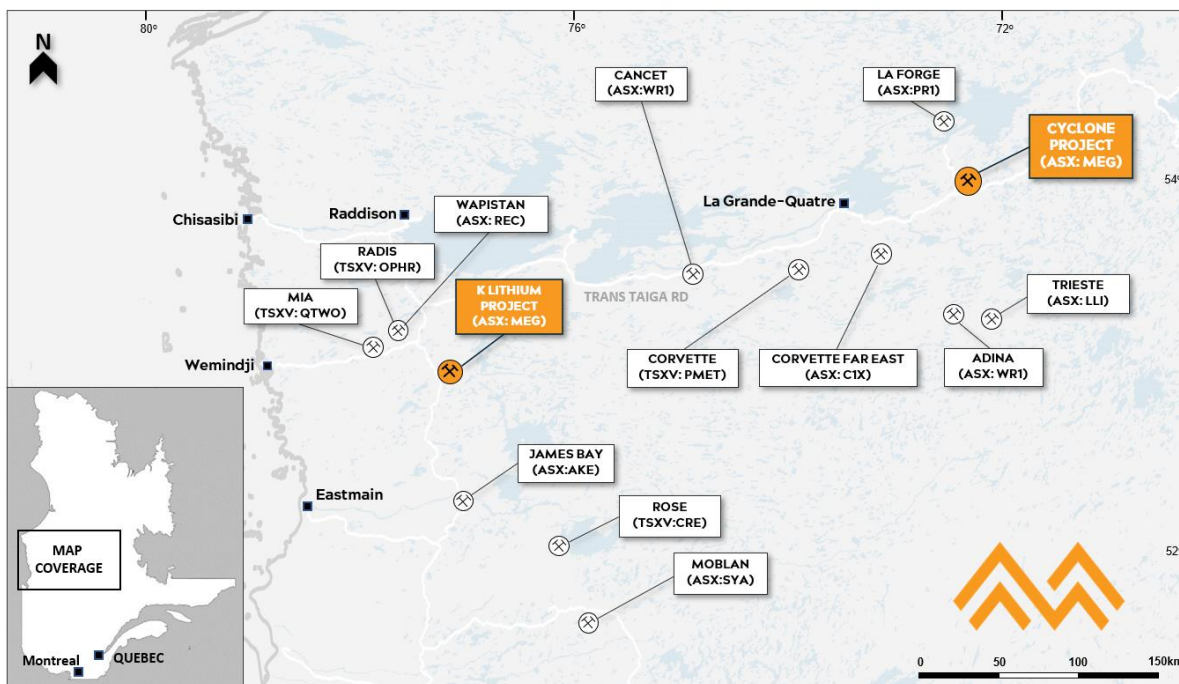 80°
76°
72°
N
CANCET
(ASX:WR1)
LA FORGE
(ASX:PR1)
CYCLONE
PROJECT
(ASX: MEG)
54°
La Grande-Quatre
WAPISTAN
(ASX: REC)
Chisasibi
Raddison
RADIS
(TSXV: OPHR)
K LITHIUM
PROJECT
(ASX: MEG)
TRANS TAIGA RD
MIA
(TSXV: QTWO)
TRIESTE
(ASX: LLI)
Wemindji
CORVETTE
(TSXV: PMET)
CORVETTE FAR EAST
(ASX: C1X)
ADINA
(ASX: WR1)
JAMES BAY
(ASX:AKE)
Eastmain
ROSE
(TSXV:CRE)
MOBLAN
(ASX:SYA)
52°
MAP
COVERAGE
Montreal
QUEBEC
0 50 100 150km